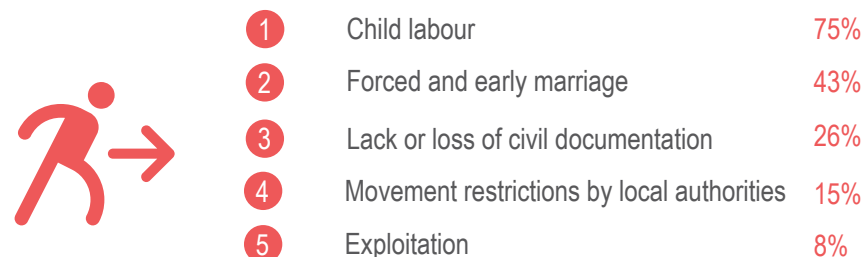 1 Child labour 75%
2 Forced and early marriage 43%
3 Lack or loss of civil documentation 26%
4 Movement restrictions by local authorities 15%
5 Exploitation 8%